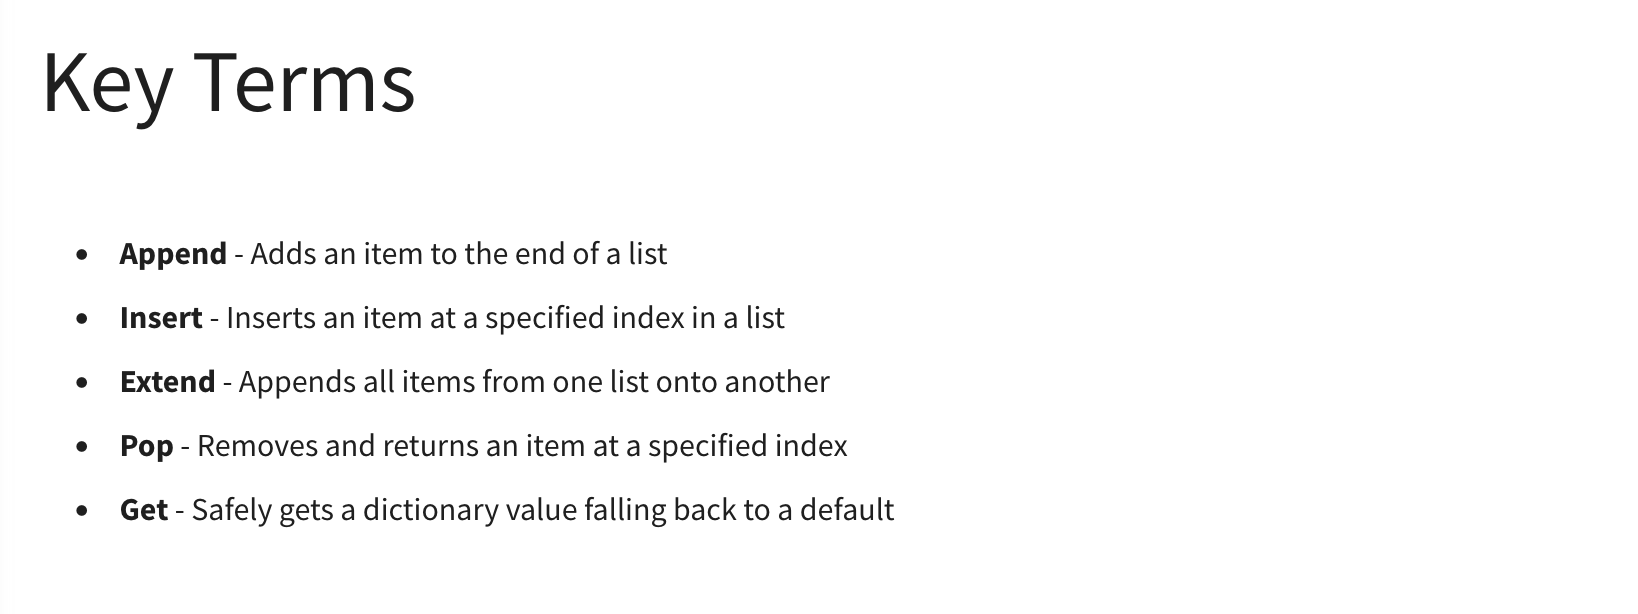 Key Terms
• Append - Adds an item to the end of a list
• Insert - Inserts an item at a specified index in a list
• Extend - Appends all items from one list onto another
• Pop - Removes and returns an item at a specified index
• Get - Safely gets a dictionary value falling back to a default